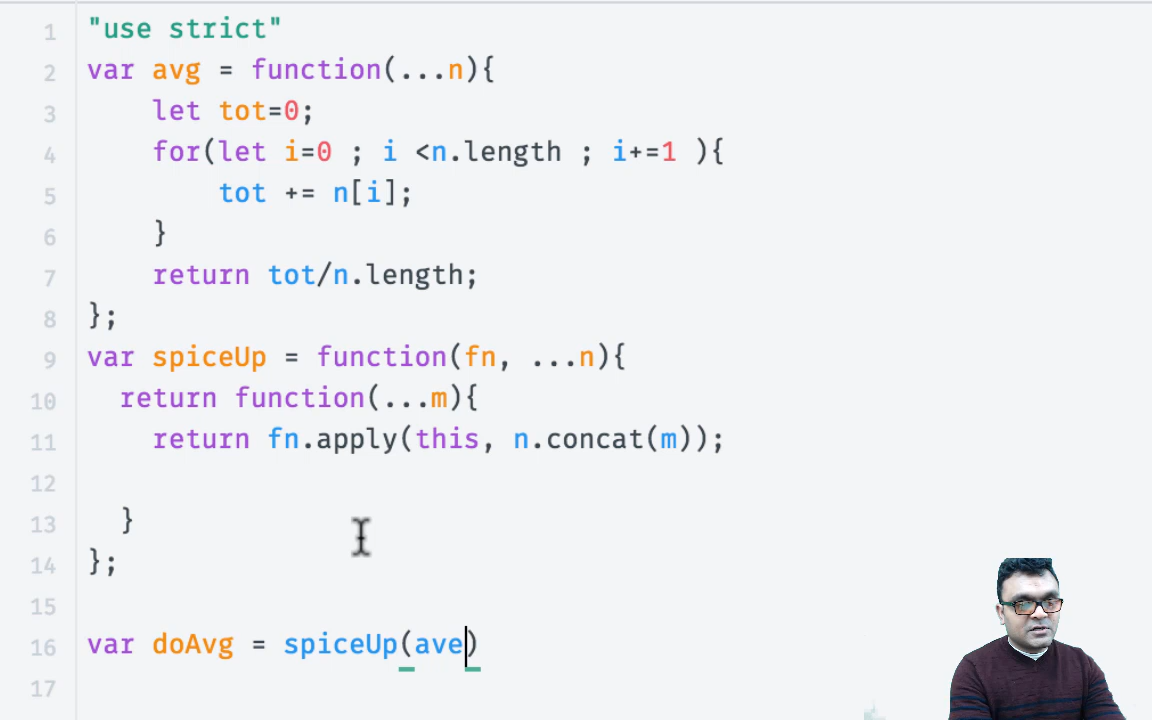 1 "use strict"
2 var avg = function(...n){
3 let tot=0;
4 for(let i=0 ; i <n.length ; i+=1 ){
5 tot += n[i];
6 }
7 return tot/n.length;
8 };
9 var spiceUp = function(fn, ...n){
10 return function(...m){
11 return fn.apply(this, n.concat(m));
12
13 }
14 };
15
16 var doAvg = spiceUp(ave)
17